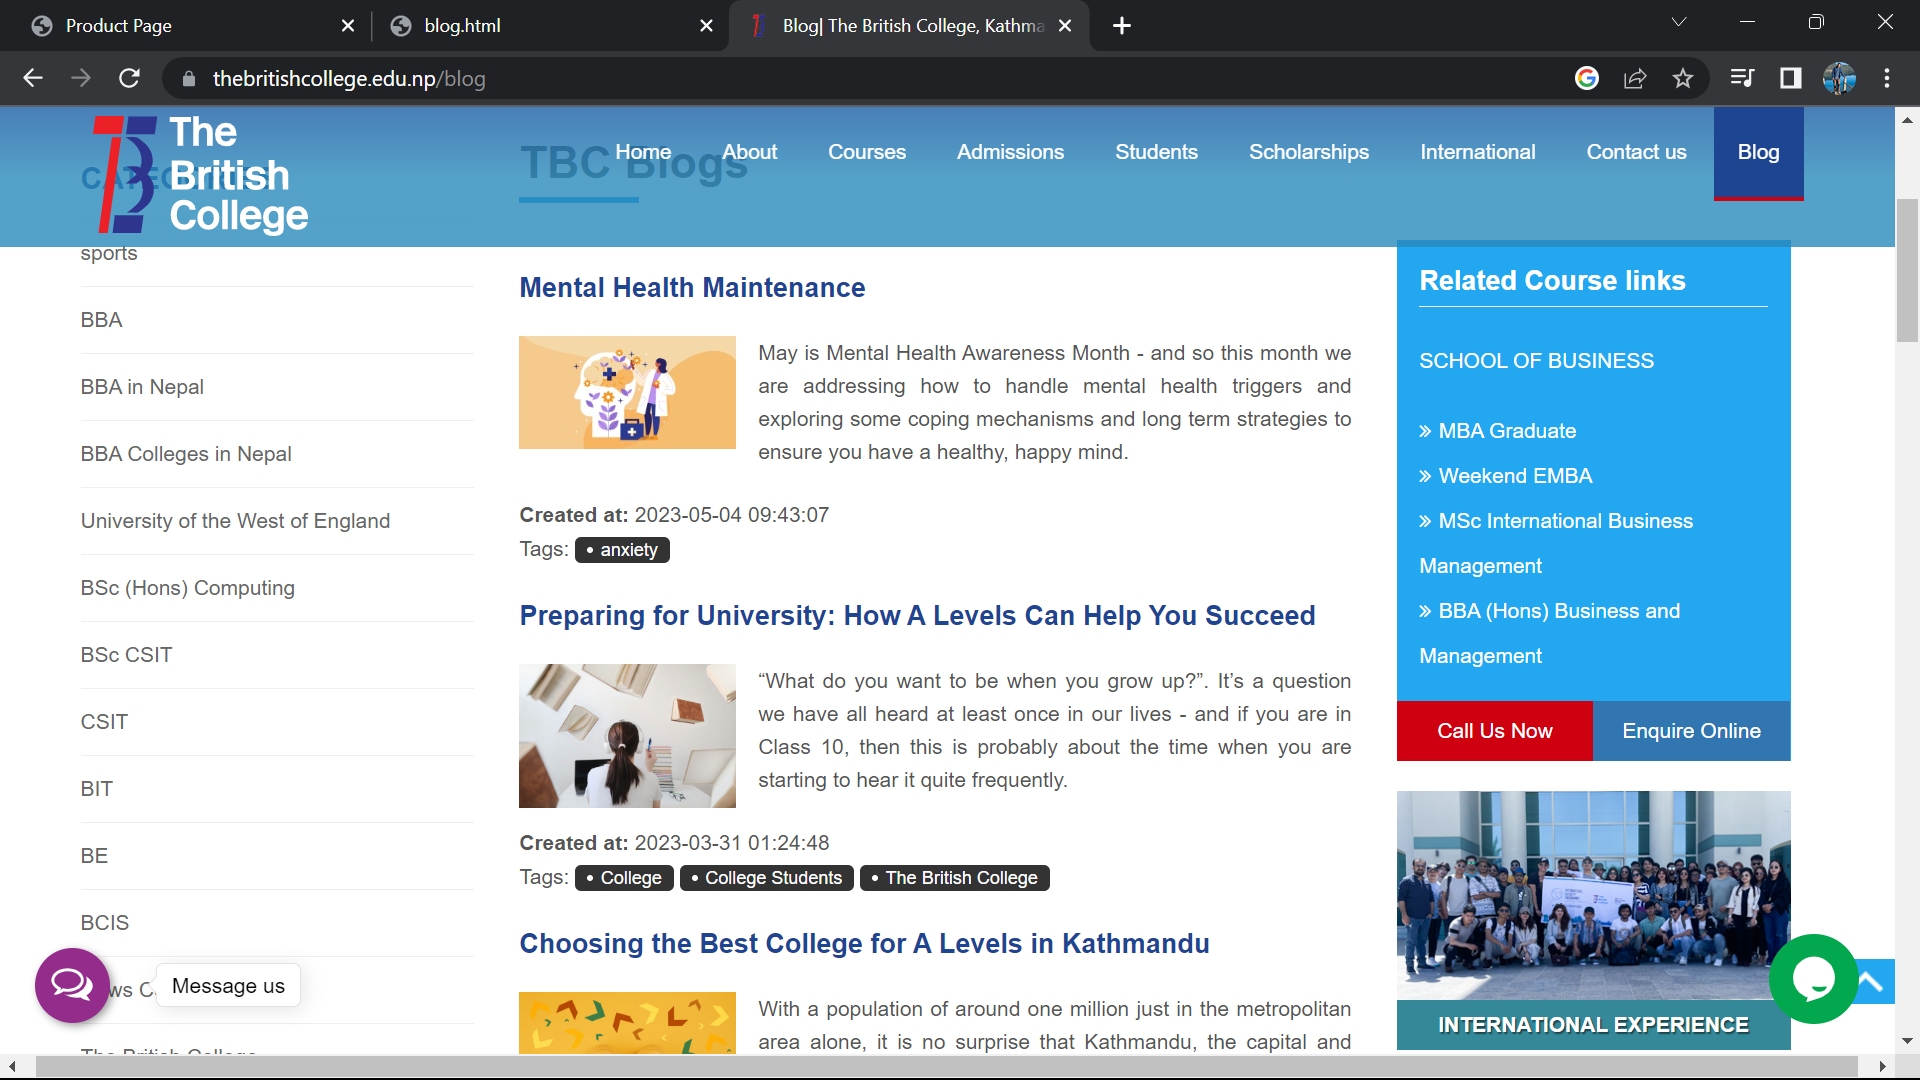 Product Page
blog.html
Blog| The British College, Kathma
thebritishcollege.edu.np/blog
The
British
College
Home
About
Courses
Admissions
Students
Scholarships
International
Contact us
Blog
TBC Blogs
sports
BBA
BBA in Nepal
BBA Colleges in Nepal
University of the West of England
BSc (Hons) Computing
BSc CSIT
CSIT
BIT
BE
BCIS
Message us
The British College
Mental Health Maintenance
May is Mental Health Awareness Month - and so this month we
are addressing how to handle mental health triggers and
exploring some coping mechanisms and long term strategies to
ensure you have a healthy, happy mind.
Created at: 2023-05-04 09:43:07
Tags: • anxiety
Preparing for University: How A Levels Can Help You Succeed
“What do you want to be when you grow up?”. It’s a question
we have all heard at least once in our lives - and if you are in
Class 10, then this is probably about the time when you are
starting to hear it quite frequently.
Created at: 2023-03-31 01:24:48
Tags: • College • College Students • The British College
Choosing the Best College for A Levels in Kathmandu
With a population of around one million just in the metropolitan
area alone, it is no surprise that Kathmandu, the capital and
Related Course links
SCHOOL OF BUSINESS
» MBA Graduate
» Weekend EMBA
» MSc International Business
Management
» BBA (Hons) Business and
Management
Call Us Now
Enquire Online
INTERNATIONAL EXPERIENCE